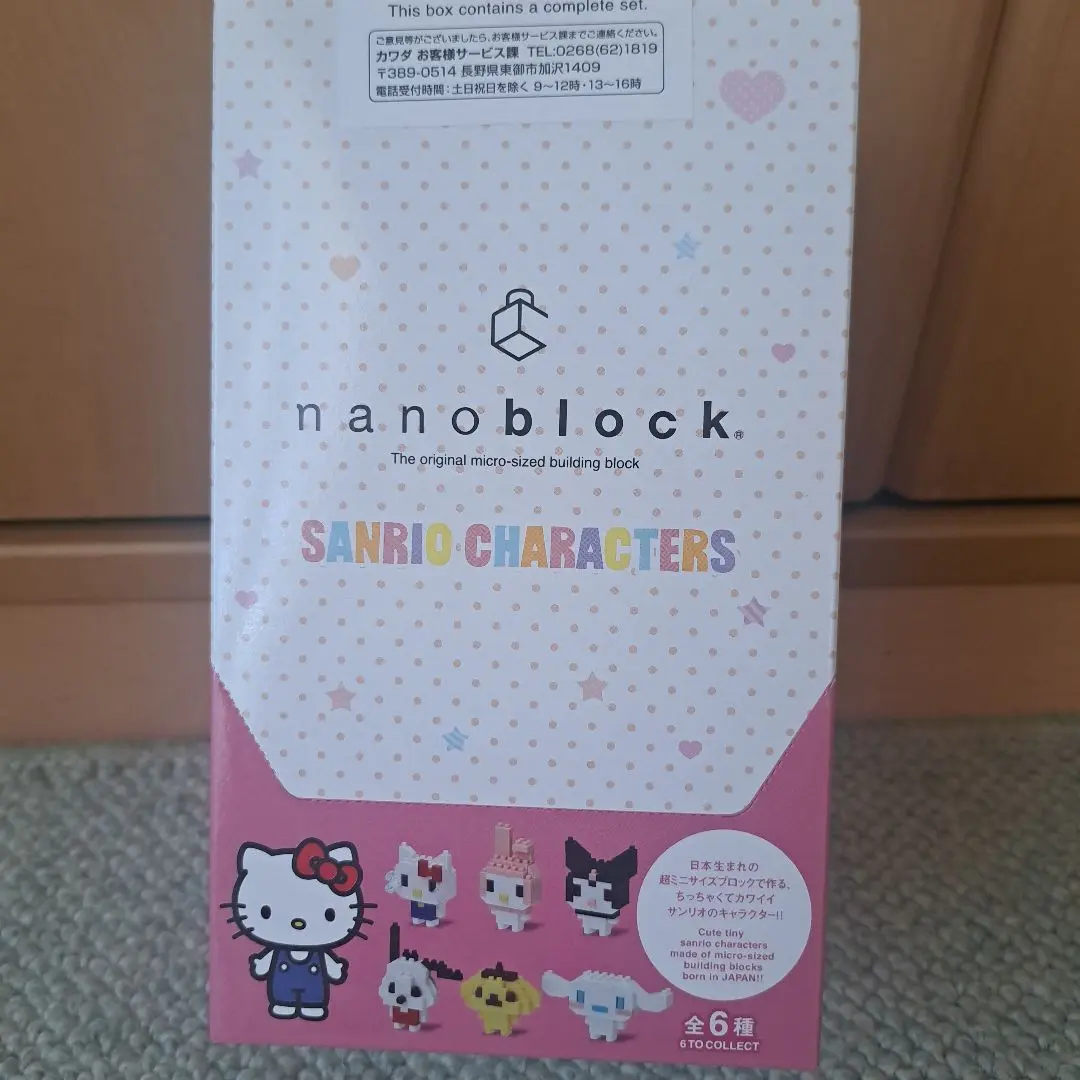 This box contains a complete set.
ご意見等がございましたら、お客様サービス課までご連絡ください。
カワダ お客様サービス課 TEL:0268(62)1819
〒389-0514 長野県東御市加沢1409
電話受付時間:土日祝日を除く 9〜12時・13〜16時
nanoblock®
The original micro-sized building block
SANRIO CHARACTERS
日本生まれの
超ミニサイズブロックで作る、
ちっちゃくてカワイイ
サンリオのキャラクター!!
Cute tiny
sanrio characters
made of micro-sized
building blocks
born in JAPAN!!
全6種
6 TO COLLECT